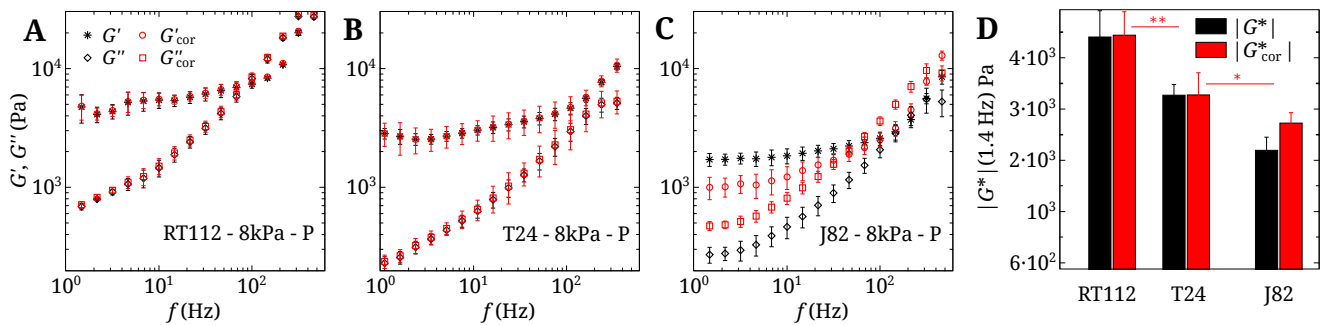 A
G′
G′cor
G′′
G′′cor
10⁴
10³
G′, G′′ (Pa)
RT112 - 8kPa - P
10⁰
10¹
10²
f (Hz)
B
10⁴
10³
T24 - 8kPa - P
10⁰
10¹
10²
f (Hz)
C
10⁴
10³
J82 - 8kPa - P
10⁰
10¹
10²
f (Hz)
D
**
|G*|
|G*cor|
*
4·10³
3·10³
2·10³
10³
6·10²
|G*|(1.4 Hz) Pa
RT112
T24
J82